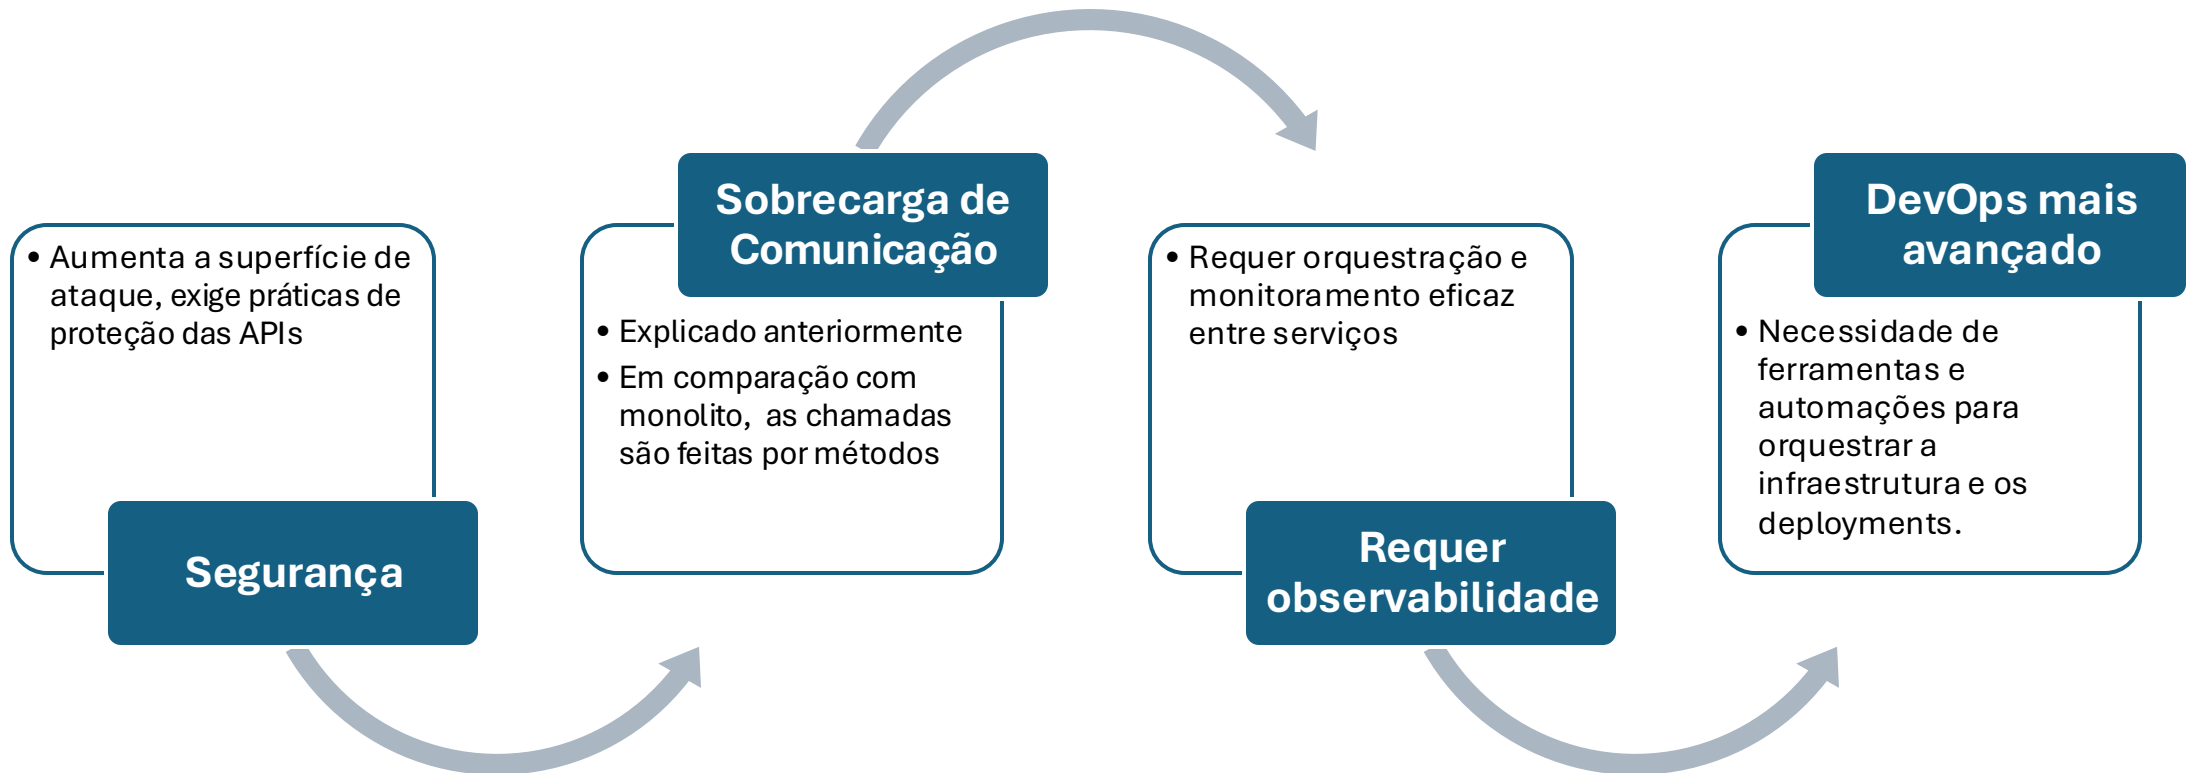 • Aumenta a superfície de
ataque, exige práticas de
proteção das APIs
Segurança
Sobrecarga de
Comunicação
• Explicado anteriormente
• Em comparação com
monolito, as chamadas
são feitas por métodos
• Requer orquestração e
monitoramento eficaz
entre serviços
Requer
observabilidade
DevOps mais
avançado
• Necessidade de
ferramentas e
automações para
orquestrar a
infraestrutura e os
deployments.